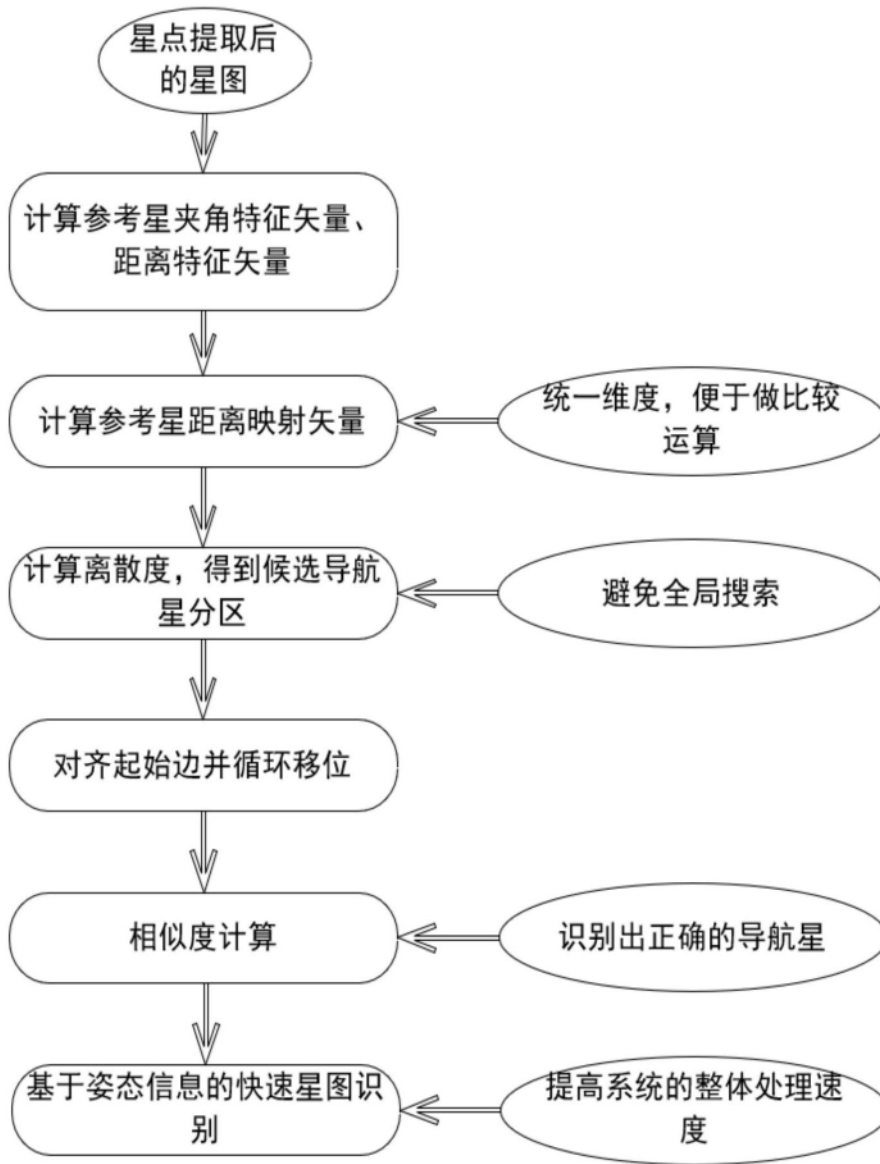 星点提取后
的星图
计算参考星夹角特征矢量、
距离特征矢量
计算参考星距离映射矢量
统一维度，便于做比较
运算
计算离散度，得到候选导航
星分区
避免全局搜索
对齐起始边并循环移位
相似度计算
识别出正确的导航星
基于姿态信息的快速星图识
别
提高系统的整体处理速
度